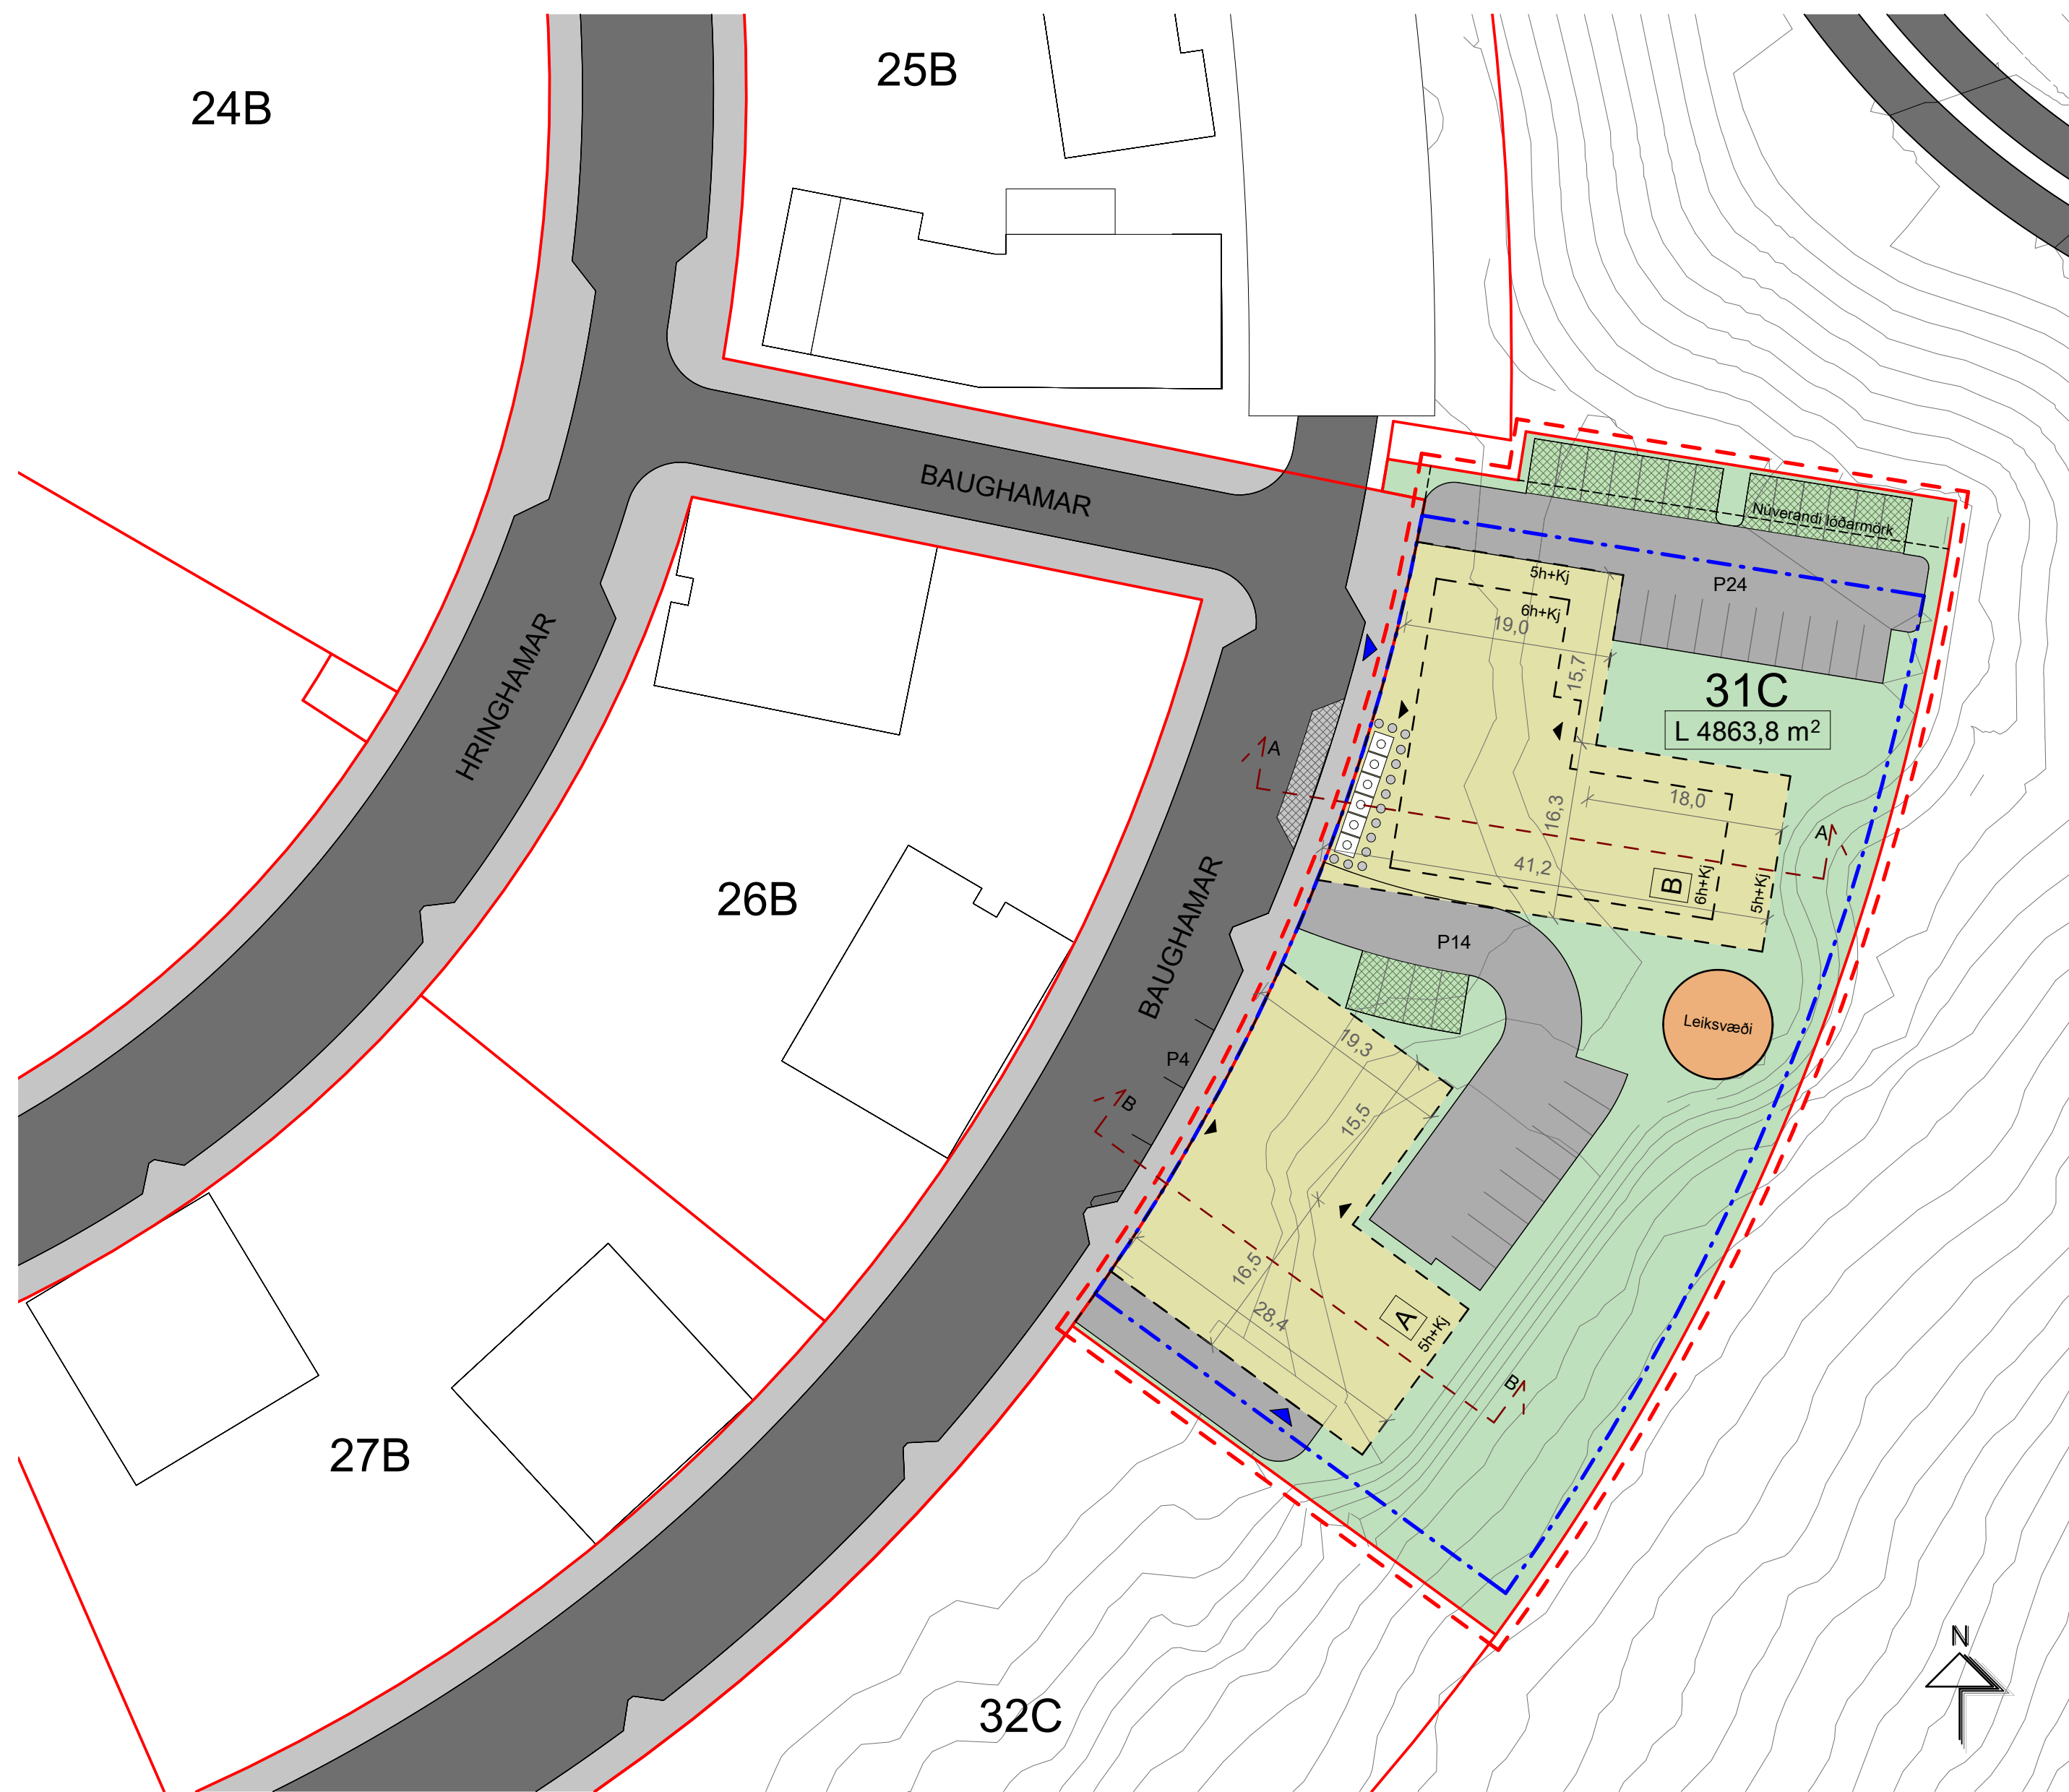 24B
25B
BAUGHAMAR
HRINGHAMAR
Núverandi lóðarmörk
5h+Kj
P24
6h+Kj
19,0
15,7
31C
L 4863,8 m²
A
18,0
16,3
A
41,2
B
6h+Kj
5h+Kj
26B
BAUGHAMAR
P14
Leiksvæði
19,3
P4
B
15,5
16,5
28,4
A
5h+Kj
B
27B
N
32C